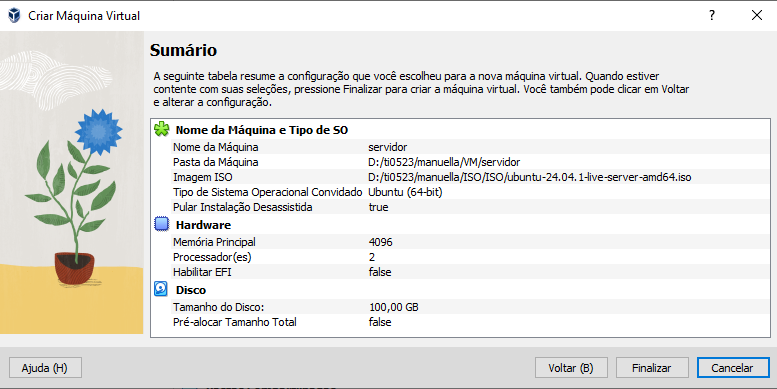 Criar Máquina Virtual
?
Sumário
A seguinte tabela resume a configuração que você escolheu para a nova máquina virtual. Quando estiver
contente com suas seleções, pressione Finalizar para criar a máquina virtual. Você também pode clicar em Voltar
e alterar a configuração.
Nome da Máquina e Tipo de SO
Nome da Máquina servidor
Pasta da Máquina D:/ti0523/manuella/VM/servidor
Imagem ISO D:/ti0523/manuella/ISO/ISO/ubuntu-24.04.1-live-server-amd64.iso
Tipo de Sistema Operacional Convidado Ubuntu (64-bit)
Pular Instalação Desassistida true
Hardware
Memória Principal 4096
Processador(es) 2
Habilitar EFI false
Disco
Tamanho do Disco: 100,00 GB
Pré-alocar Tamanho Total false
Ajuda (H) Voltar (B) Finalizar Cancelar